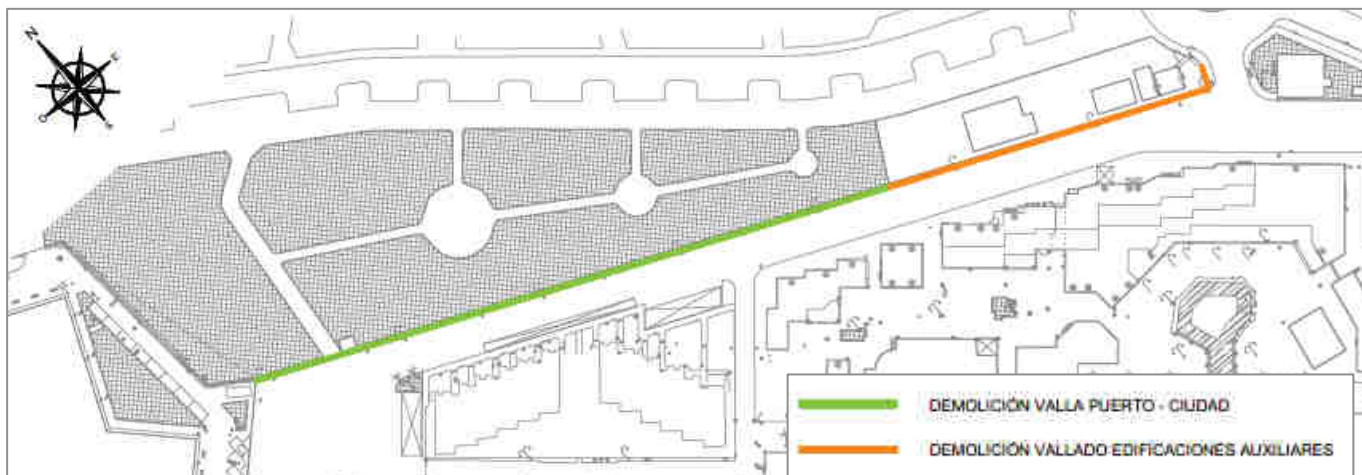 N
E
S
O
DEMOLICIÓN VALLA PUERTO - CIUDAD
DEMOLICIÓN VALLADO EDIFICACIONES AUXILIARES